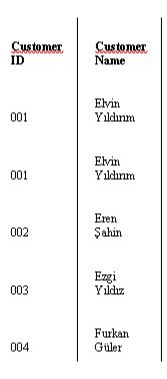 Customer ID Customer Name
001 Elvin Yıldırım
001 Elvin Yıldırım
002 Eren Şahin
003 Ezgi Yıldız
004 Furkan Güler